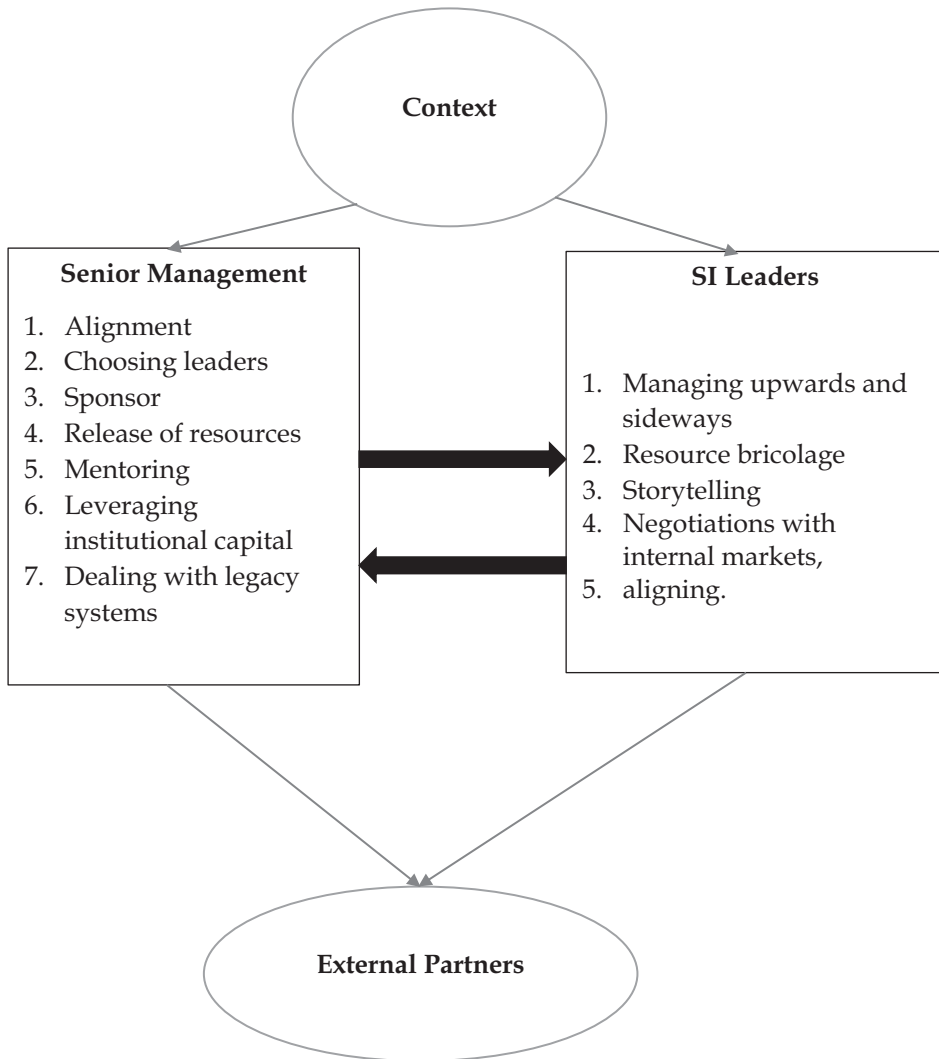 Context
Senior Management
1. Alignment
2. Choosing leaders
3. Sponsor
4. Release of resources
5. Mentoring
6. Leveraging
institutional capital
7. Dealing with legacy
systems
SI Leaders
1. Managing upwards and
sideways
2. Resource bricolage
3. Storytelling
4. Negotiations with
internal markets,
5. aligning.
External Partners